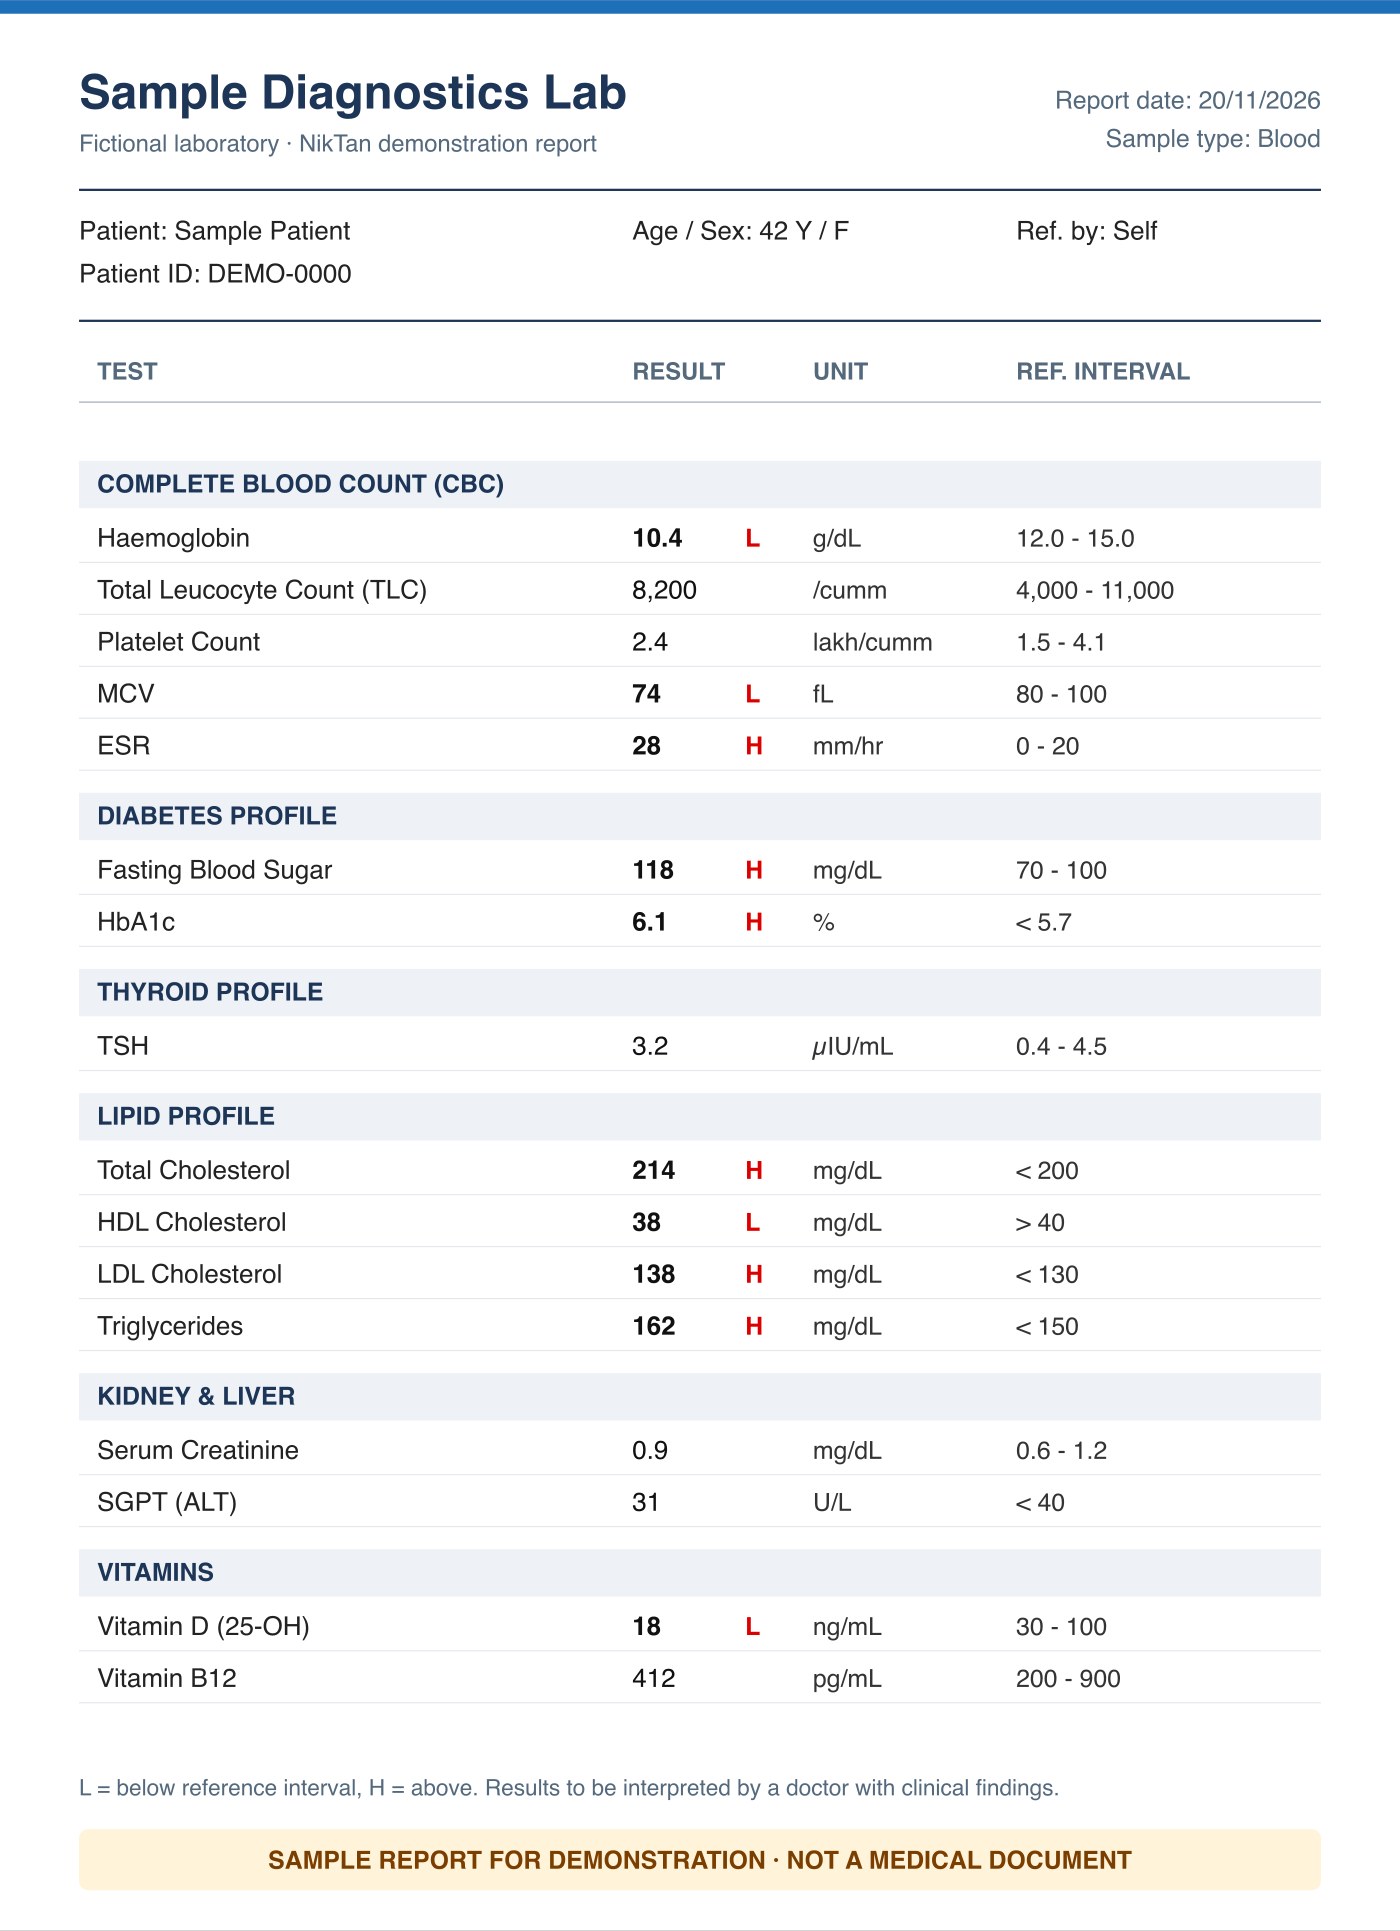 Sample Diagnostics Lab
Fictional laboratory · NikTan demonstration report
Report date: 20/11/2026
Sample type: Blood
Patient: Sample Patient Age / Sex: 42 Y / F Ref. by: Self
Patient ID: DEMO-0000
TEST RESULT UNIT REF. INTERVAL
COMPLETE BLOOD COUNT (CBC)
Haemoglobin 10.4 L g/dL 12.0 - 15.0
Total Leucocyte Count (TLC) 8,200 /cumm 4,000 - 11,000
Platelet Count 2.4 lakh/cumm 1.5 - 4.1
MCV 74 L fL 80 - 100
ESR 28 H mm/hr 0 - 20
DIABETES PROFILE
Fasting Blood Sugar 118 H mg/dL 70 - 100
HbA1c 6.1 H % < 5.7
THYROID PROFILE
TSH 3.2 µIU/mL 0.4 - 4.5
LIPID PROFILE
Total Cholesterol 214 H mg/dL < 200
HDL Cholesterol 38 L mg/dL > 40
LDL Cholesterol 138 H mg/dL < 130
Triglycerides 162 H mg/dL < 150
KIDNEY & LIVER
Serum Creatinine 0.9 mg/dL 0.6 - 1.2
SGPT (ALT) 31 U/L < 40
VITAMINS
Vitamin D (25-OH) 18 L ng/mL 30 - 100
Vitamin B12 412 pg/mL 200 - 900
L = below reference interval, H = above. Results to be interpreted by a doctor with clinical findings.
SAMPLE REPORT FOR DEMONSTRATION · NOT A MEDICAL DOCUMENT